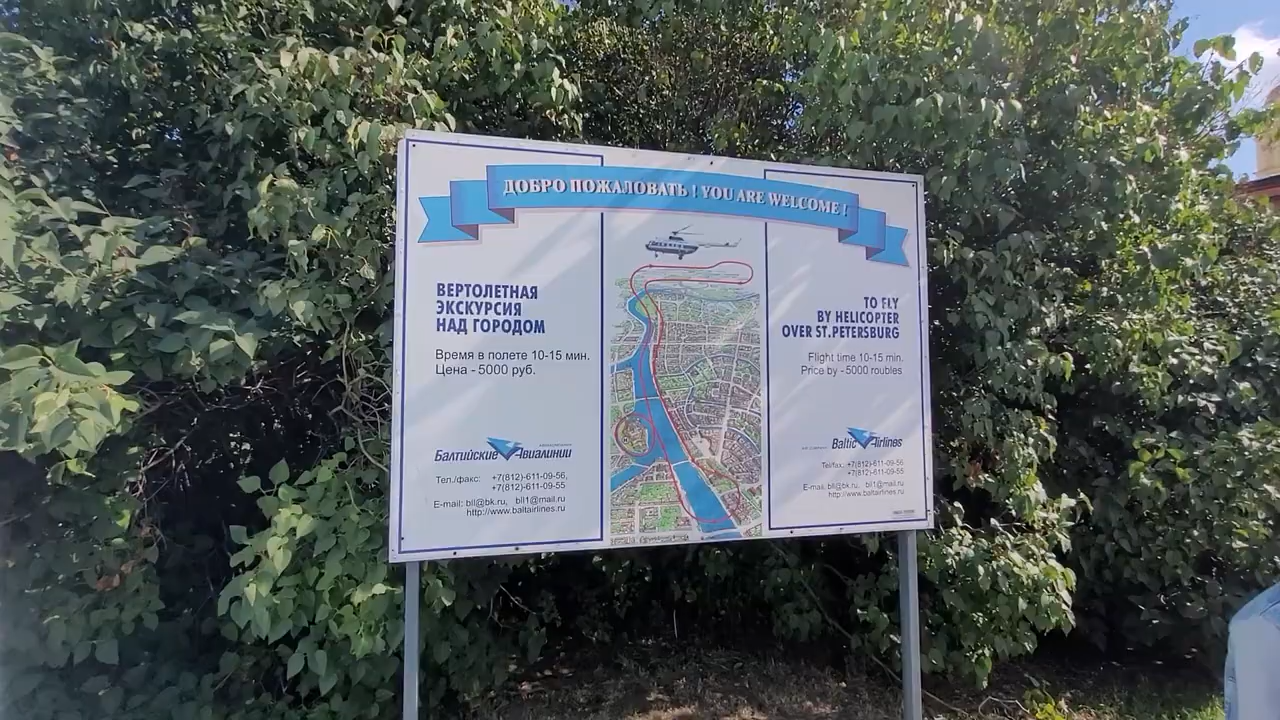 ДОБРО ПОЖАЛОВАТЬ ! YOU ARE WELCOME !
ВЕРТОЛЕТНАЯ
ЭКСКУРСИЯ
НАД ГОРОДОМ
Время в полете 10-15 мин.
Цена - 5000 руб.
Балтийские Авиалинии
Тел./факс: +7(812)-611-09-56,
+7(812)-611-09-55
E-mail: bll@bk.ru, bll1@mail.ru
http://www.baltairlines.ru
TO FLY
BY HELICOPTER
OVER ST.PETERSBURG
Flight time 10-15 min.
Price by - 5000 roubles
Baltic Airlines
Tel/fax: +7(812)-611-09-56
+7(812)-611-09-55
E-mail: bll@bk.ru, bll1@mail.ru
http://www.baltairlines.ru